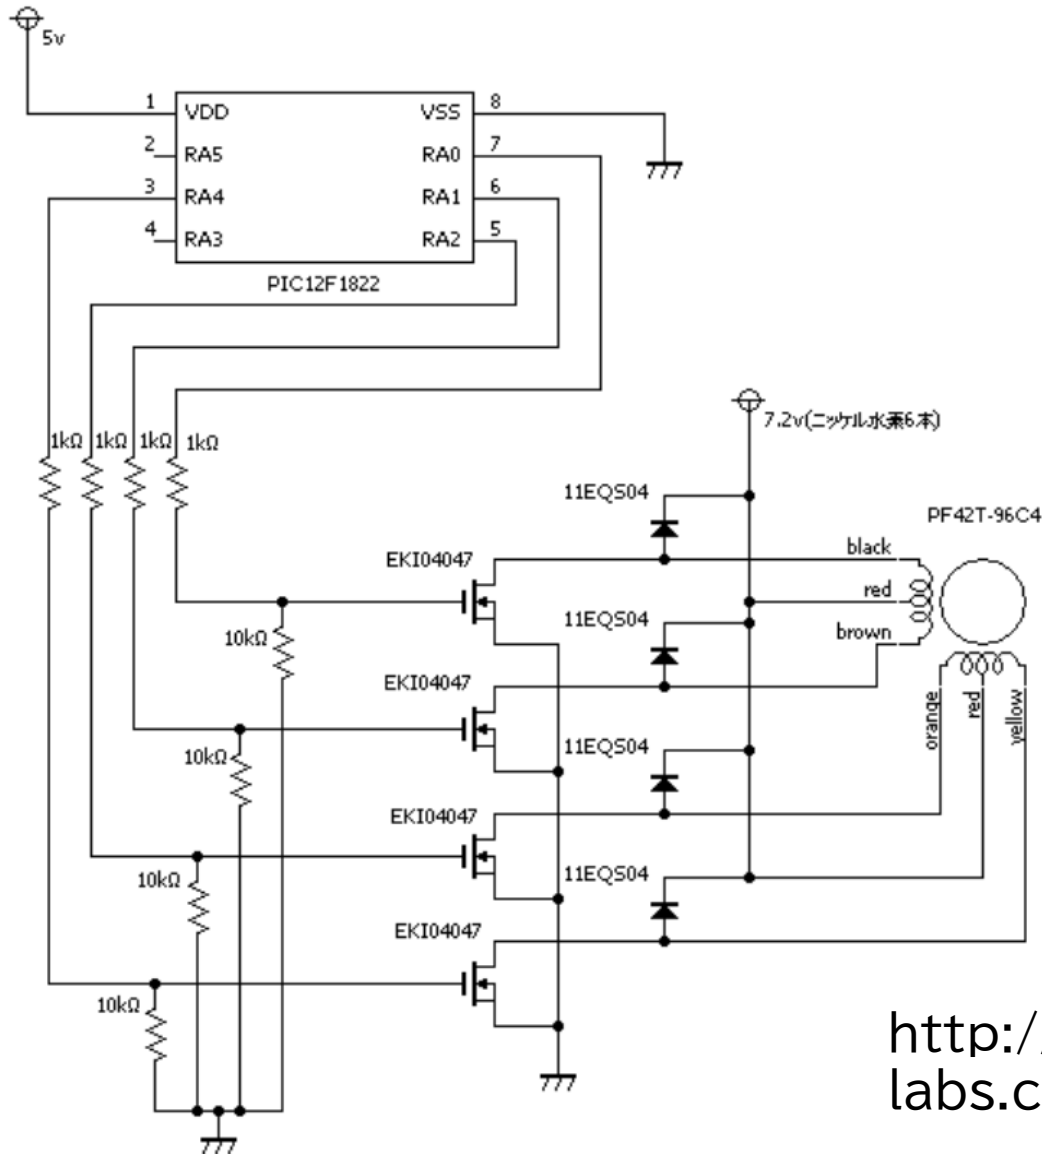 5v
1 VDD VSS 8
2 RA5 RA0 7
3 RA4 RA1 6
4 RA3 RA2 5
PIC12F1822
7.2v(ニッケル水素6本)
1kΩ 1kΩ 1kΩ 1kΩ
11EQS04
PF42T-96C4
EKI04047
black
red
11EQS04
10kΩ
brown
EKI04047
orange
red
yellow
10kΩ
11EQS04
EKI04047
10kΩ
11EQS04
EKI04047
10kΩ
http:/
labs.c